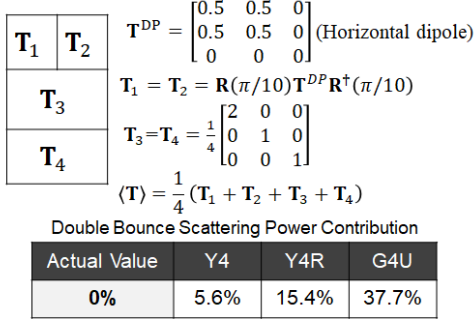 T₁ T₂
T₃
T₄
T^DP = [0.5 0.5 0; 0.5 0.5 0; 0 0 0] (Horizontal dipole)
T₁ = T₂ = R(π/10)T^DP R†(π/10)
T₃=T₄ = 1/4 [2 0 0; 0 1 0; 0 0 1]
⟨T⟩ = 1/4 (T₁ + T₂ + T₃ + T₄)
Double Bounce Scattering Power Contribution
Actual Value Y4 Y4R G4U
0% 5.6% 15.4% 37.7%